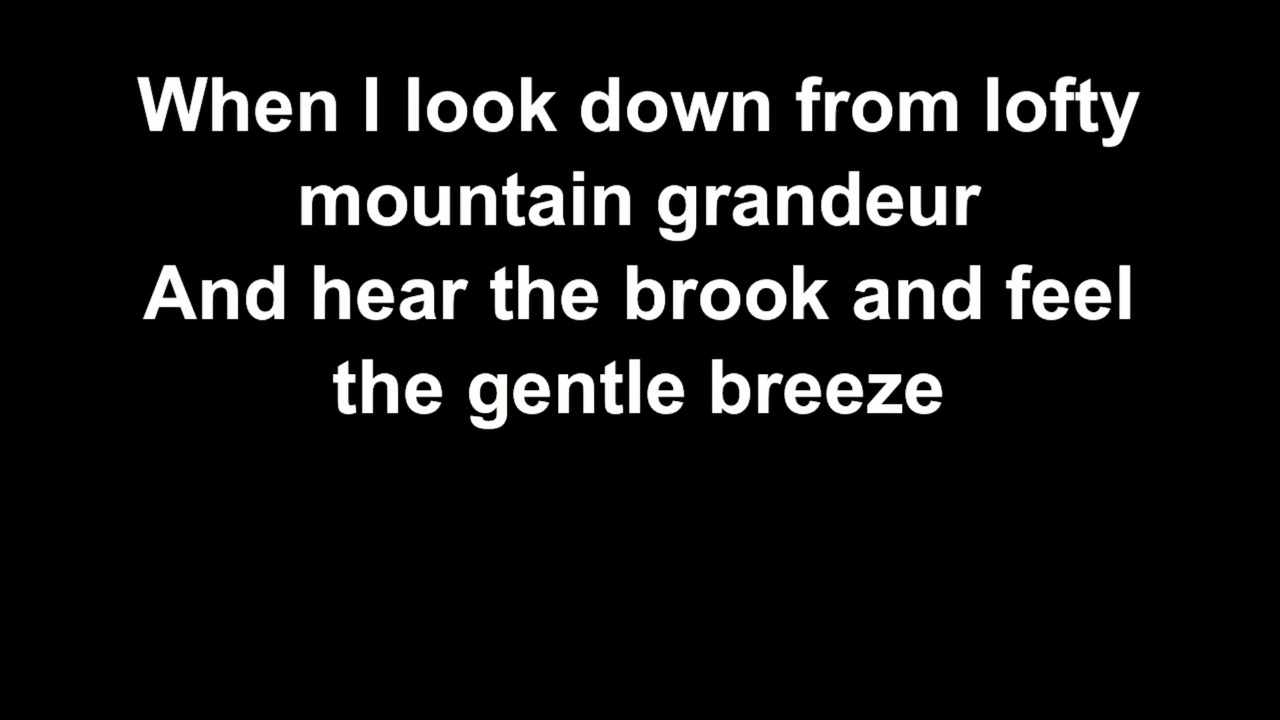 When I look down from lofty
mountain grandeur
And hear the brook and feel
the gentle breeze